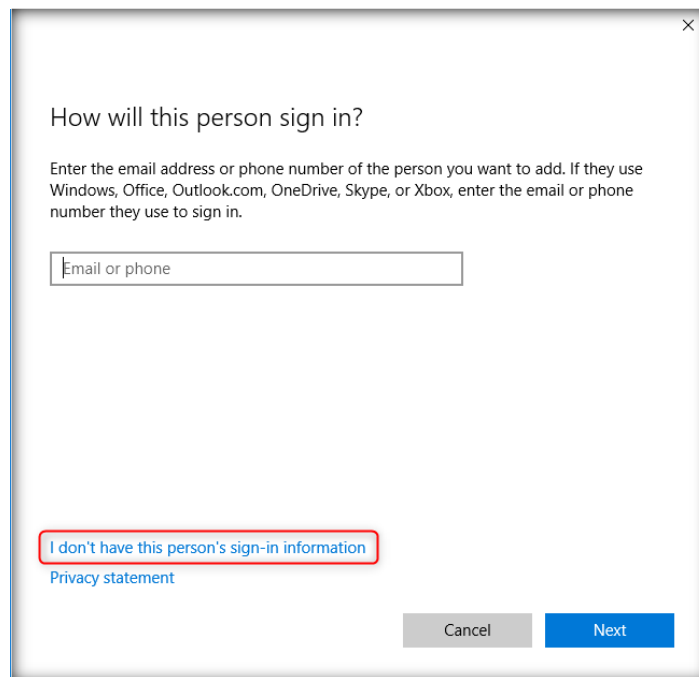 How will this person sign in?
Enter the email address or phone number of the person you want to add. If they use
Windows, Office, Outlook.com, OneDrive, Skype, or Xbox, enter the email or phone
number they use to sign in.
Email or phone
I don't have this person's sign-in information
Privacy statement
Cancel
Next